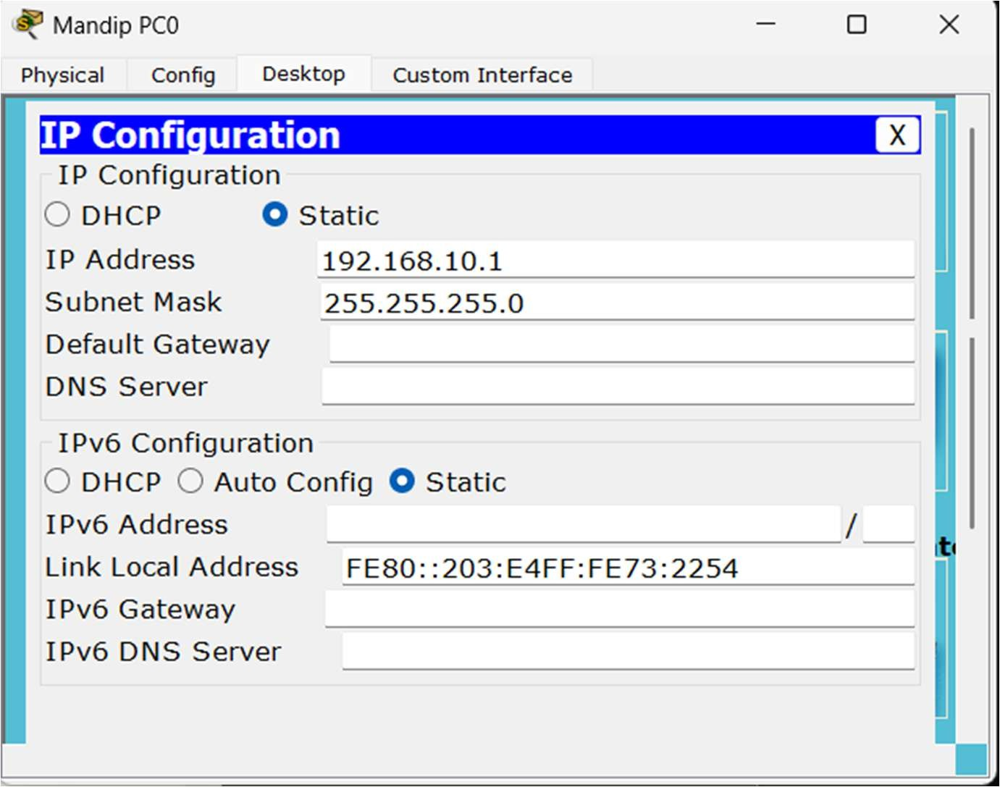 Mandip PC0
Physical Config Desktop Custom Interface
IP Configuration X
IP Configuration
DHCP Static
IP Address 192.168.10.1
Subnet Mask 255.255.255.0
Default Gateway
DNS Server
IPv6 Configuration
DHCP Auto Config Static
IPv6 Address /
Link Local Address FE80::203:E4FF:FE73:2254
IPv6 Gateway
IPv6 DNS Server